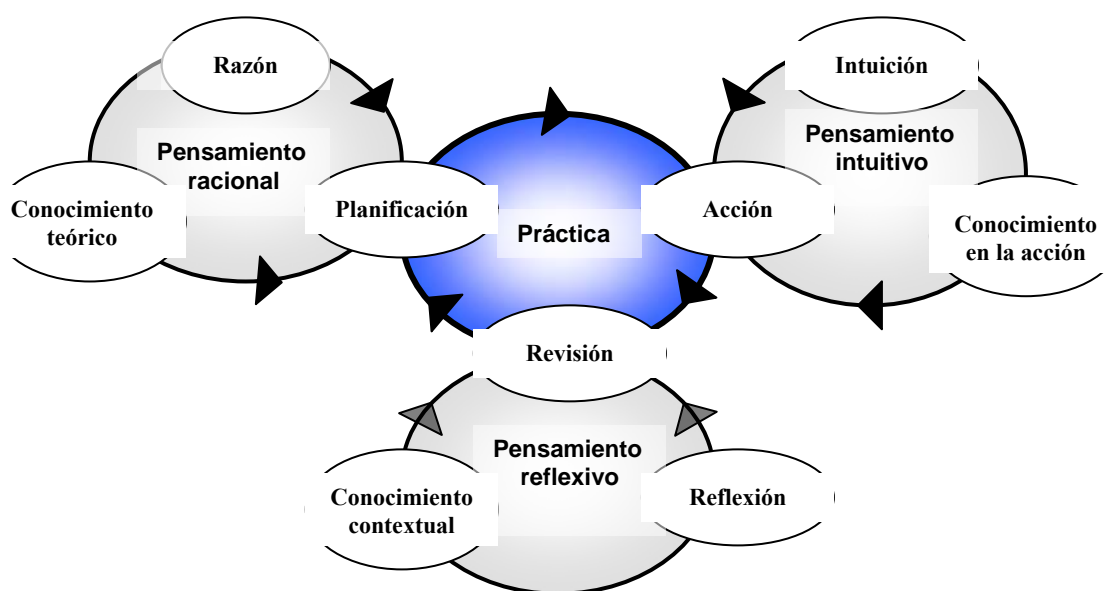 Razón
Intuición
Pensamiento
racional
Pensamiento
intuitivo
Conocimiento
teórico
Planificación
Práctica
Acción
Conocimiento
en la acción
Revisión
Pensamiento
reflexivo
Conocimiento
contextual
Reflexión